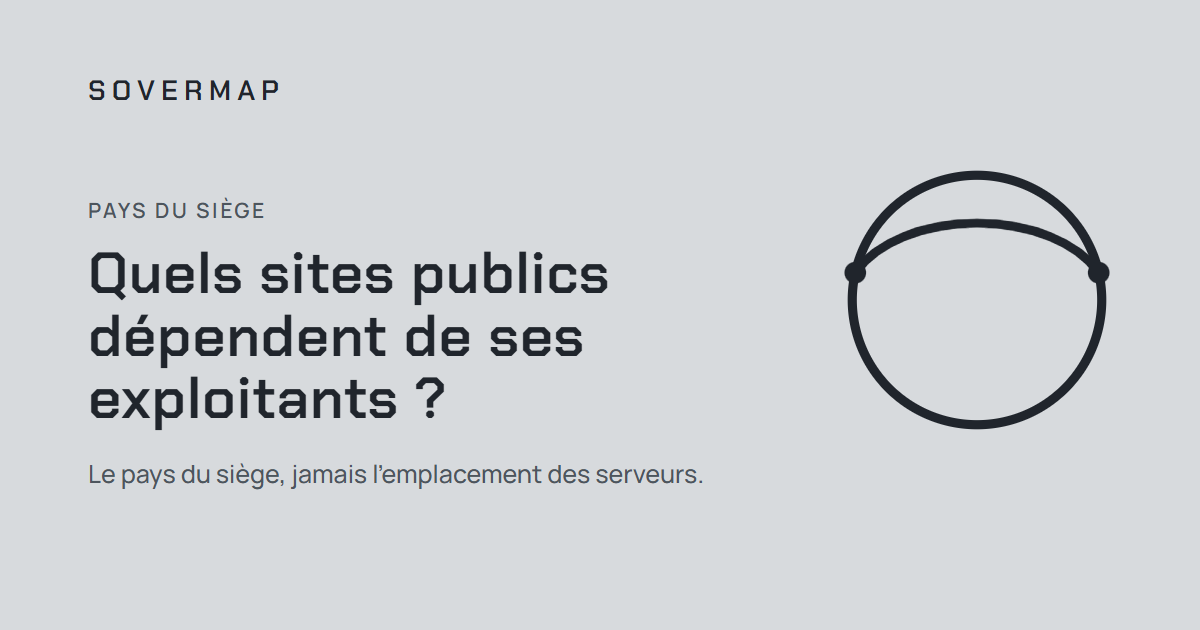 SOVERMAP
PAYS DU SIÈGE
Quels sites publics
dépendent de ses
exploitants ?
Le pays du siège, jamais l’emplacement des serveurs.